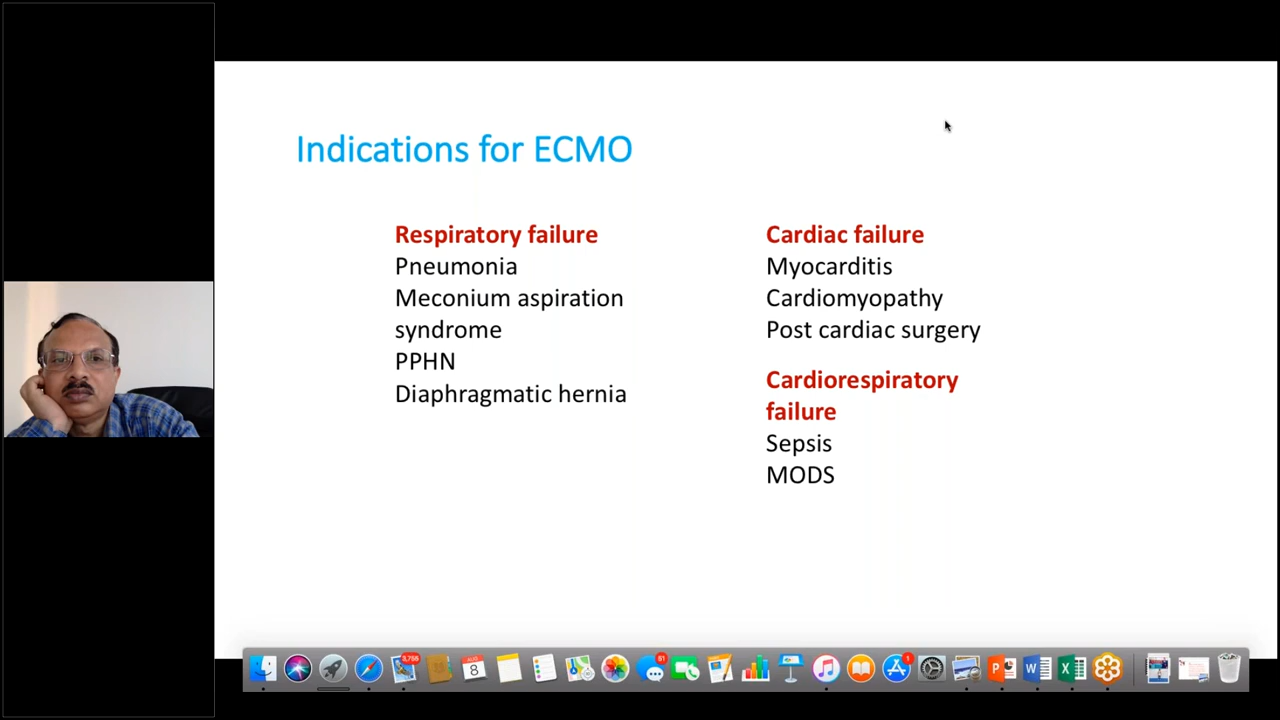 Indications for ECMO
Respiratory failure
Pneumonia
Meconium aspiration
syndrome
PPHN
Diaphragmatic hernia
Cardiac failure
Myocarditis
Cardiomyopathy
Post cardiac surgery
Cardiorespiratory
failure
Sepsis
MODS
8